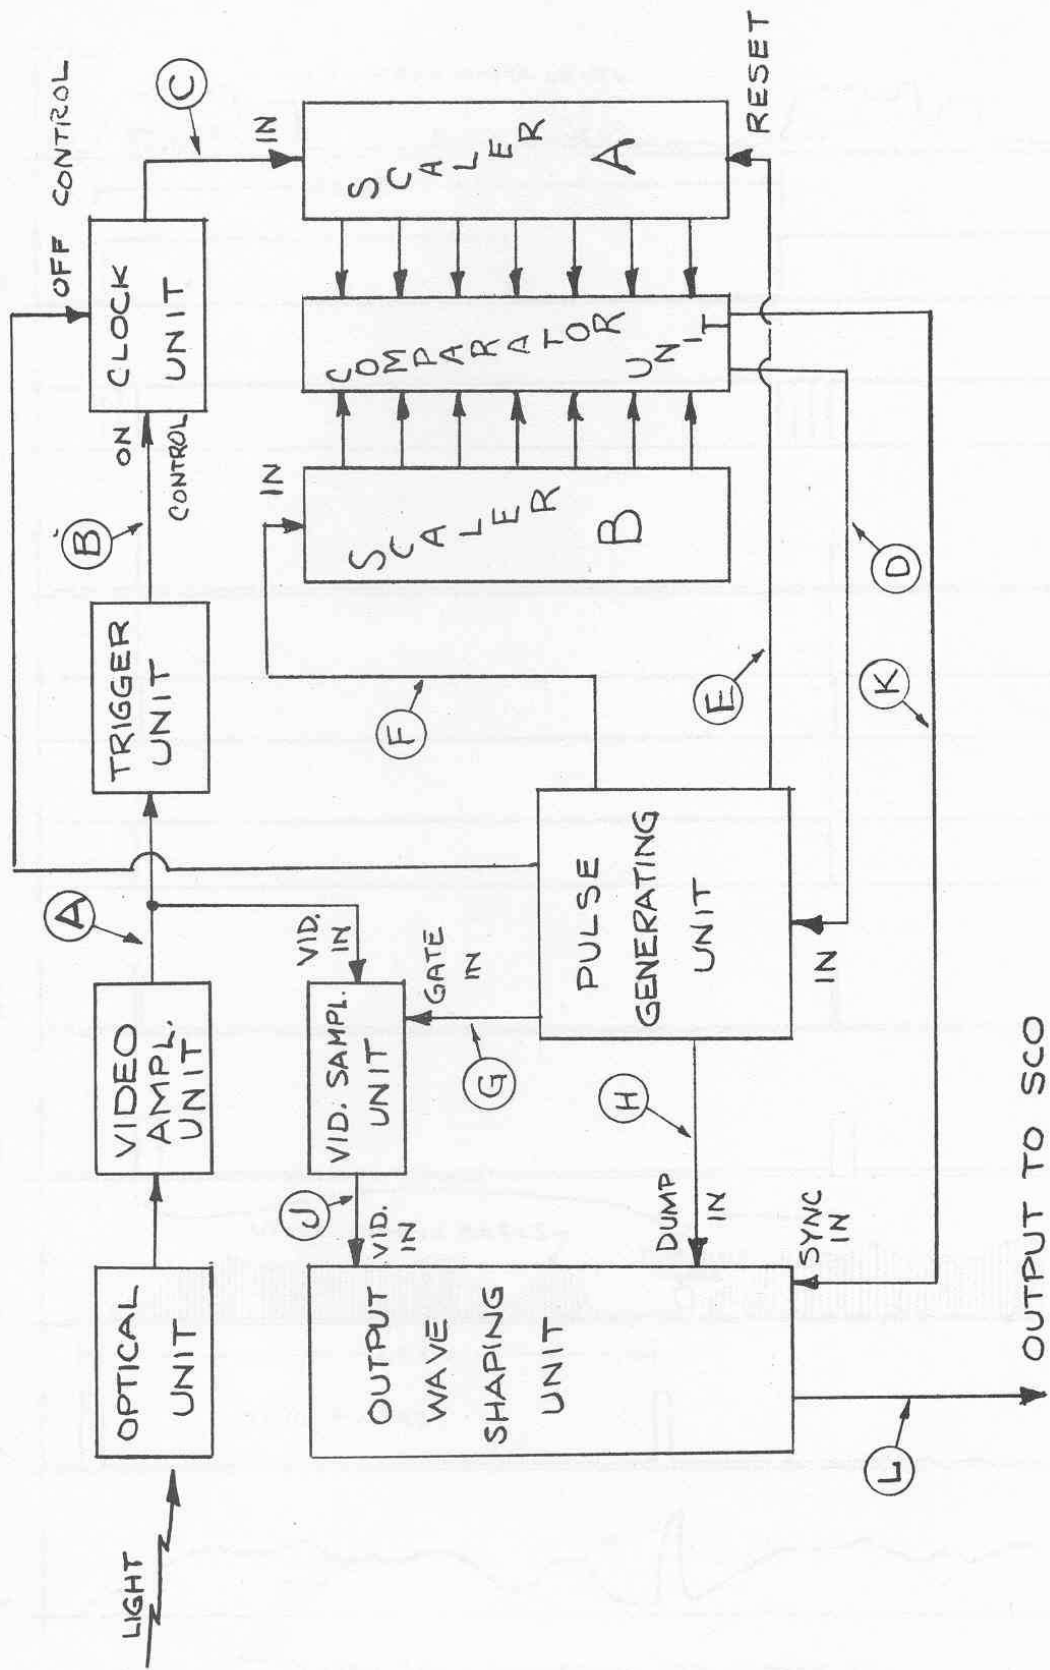 LIGHT
OPTICAL
UNIT
VIDEO
AMPL.
UNIT
A
TRIGGER
UNIT
B
ON
CONTROL
CLOCK
UNIT
OFF CONTROL
C
VID.
IN
VID. SAMPL.
UNIT
GATE
IN
G
J
VID.
IN
OUTPUT
WAVE
SHAPING
UNIT
DUMP
IN
H
SYNC
IN
L
OUTPUT TO SCO
PULSE
GENERATING
UNIT
IN
F
E
D
K
IN
SCALER
B
COMPARATOR
UNIT
IN
SCALER
A
RESET